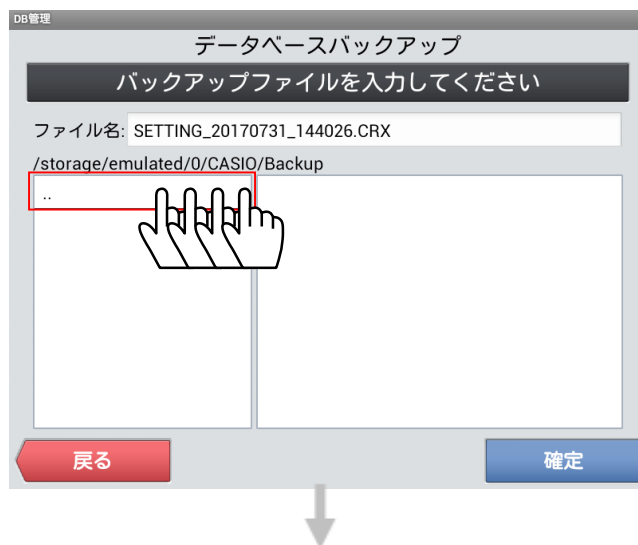 DB管理
データベースバックアップ
バックアップファイルを入力してください
ファイル名: SETTING_20170731_144026.CRX
/storage/emulated/0/CASIO/Backup
..
戻る
確定